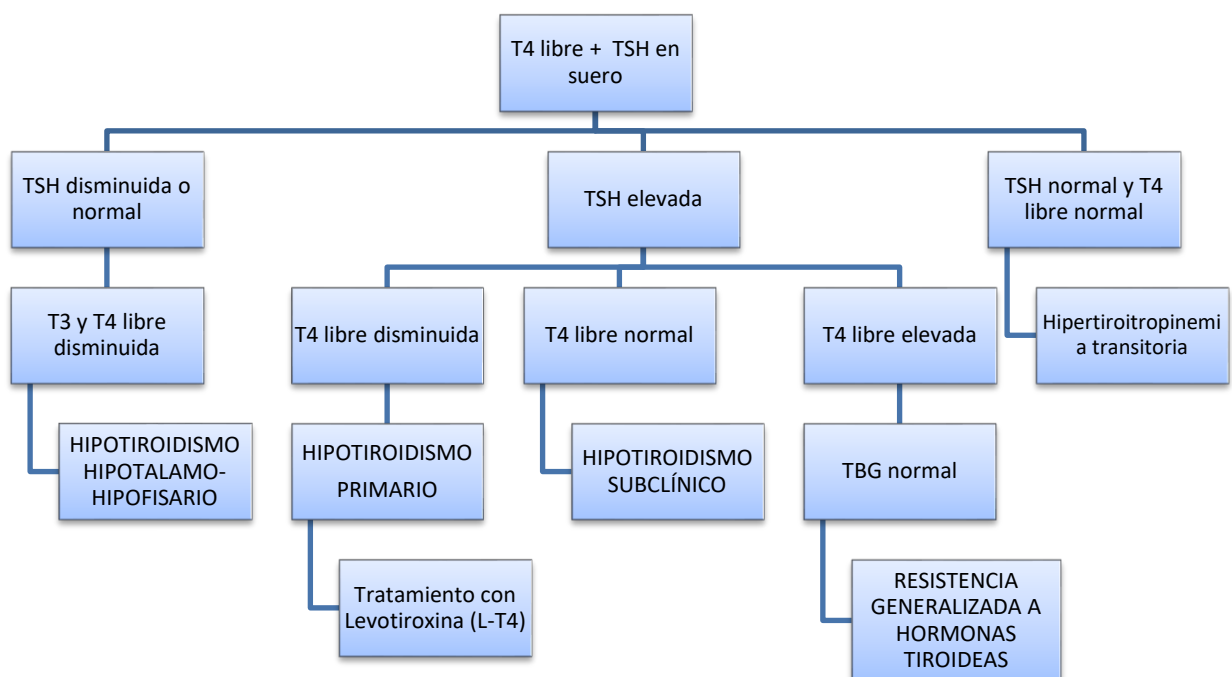 T4 libre + TSH en
suero
TSH disminuida o
normal
TSH elevada
TSH normal y T4
libre normal
T3 y T4 libre
disminuida
T4 libre disminuida
T4 libre normal
T4 libre elevada
Hipertiroitropinemi
a transitoria
HIPOTIROIDISMO
HIPOTALAMO-
HIPOFISARIO
HIPOTIROIDISMO
PRIMARIO
HIPOTIROIDISMO
SUBCLÍNICO
TBG normal
Tratamiento con
Levotiroxina (L-T4)
RESISTENCIA
GENERALIZADA A
HORMONAS
TIROIDEAS